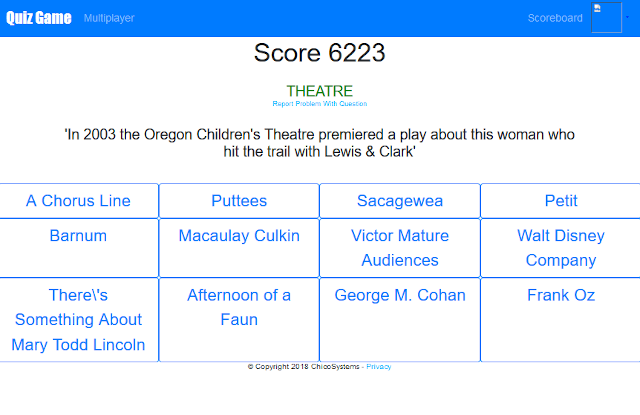 Quiz Game Multiplayer Scoreboard
Score 6223
THEATRE
Report Problem With Question
'In 2003 the Oregon Children's Theatre premiered a play about this woman who
hit the trail with Lewis & Clark'
A Chorus Line
Puttees
Sacagewea
Petit
Barnum
Macaulay Culkin
Victor Mature
Audiences
Walt Disney
Company
There\'s
Something About
Mary Todd Lincoln
Afternoon of a
Faun
George M. Cohan
Frank Oz
© Copyright 2018 ChicoSystems - Privacy